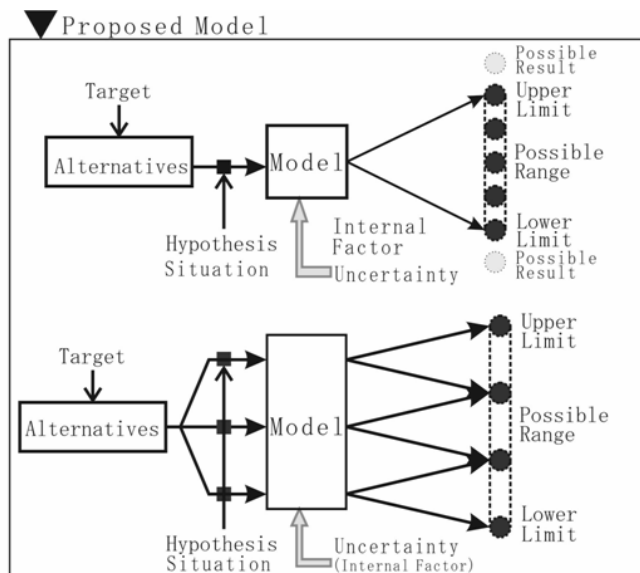 Proposed Model
Target
Alternatives
Hypothesis
Situation
Model
Internal
Factor
Uncertainty
Possible
Result
Upper
Limit
Possible
Range
Lower
Limit
Possible
Result
Target
Alternatives
Hypothesis
Situation
Model
Uncertainty
(Internal Factor)
Upper
Limit
Possible
Range
Lower
Limit